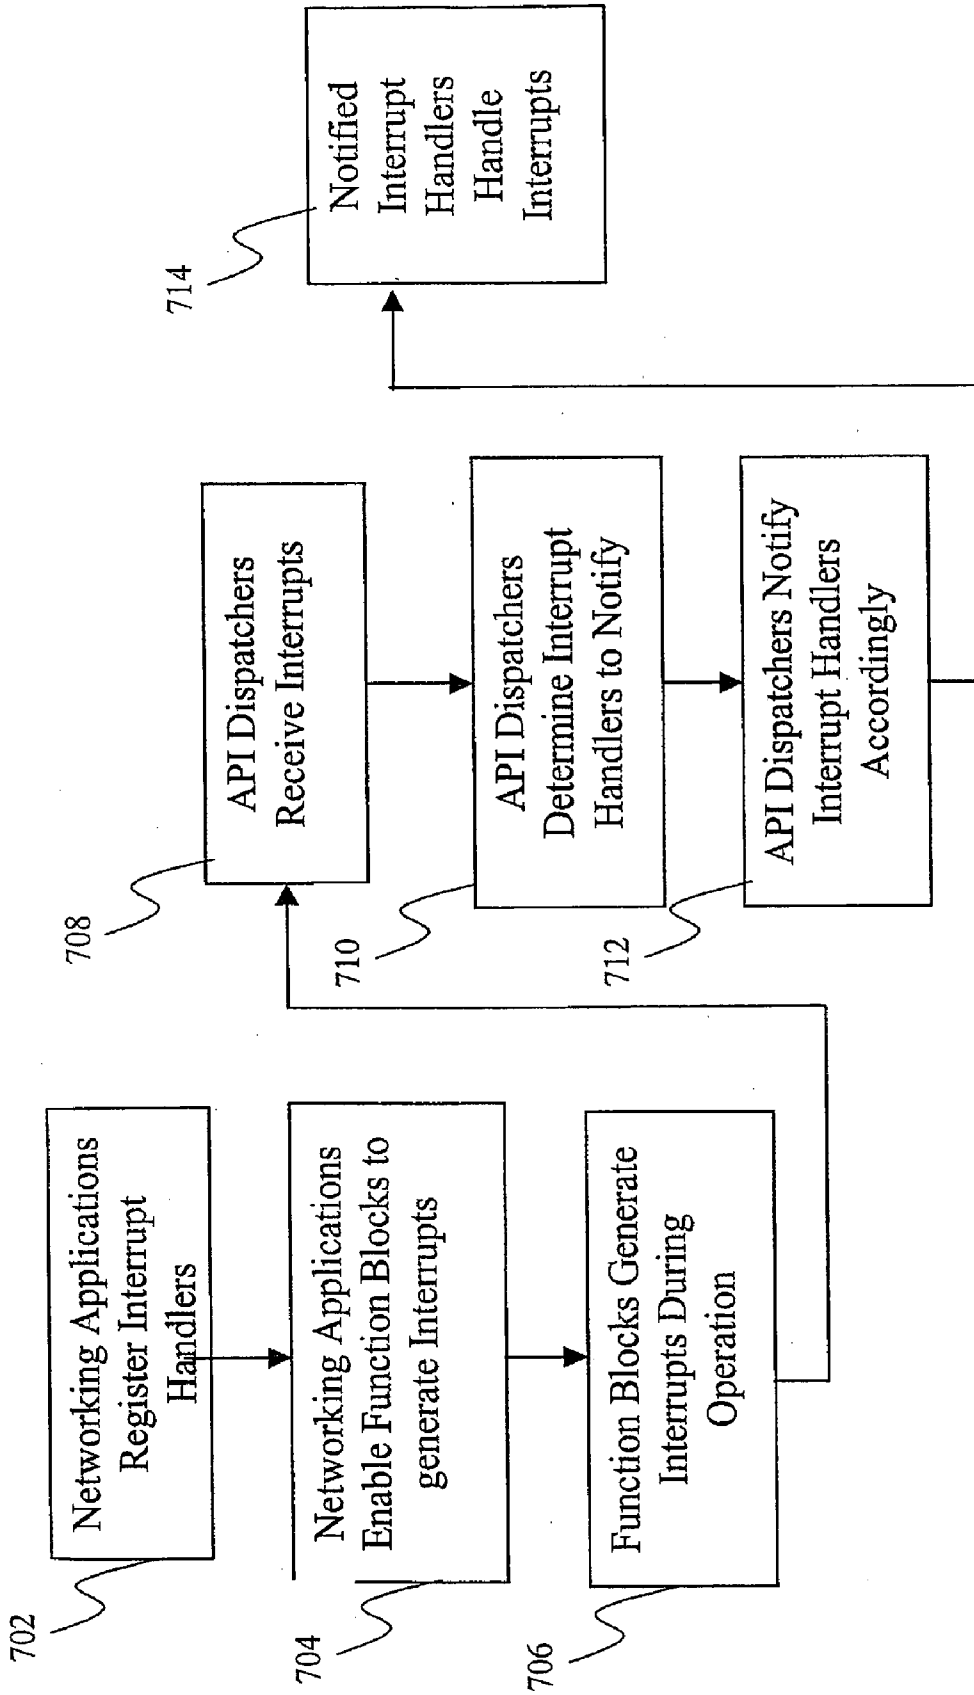 702
Networking Applications
Register Interrupt
Handlers
704
Networking Applications
Enable Function Blocks to
generate Interrupts
706
Function Blocks Generate
Interrupts During
Operation
708
API Dispatchers
Receive Interrupts
710
API Dispatchers
Determine Interrupt
Handlers to Notify
712
API Dispatchers Notify
Interrupt Handlers
Accordingly
714
Notified
Interrupt
Handlers
Handle
Interrupts